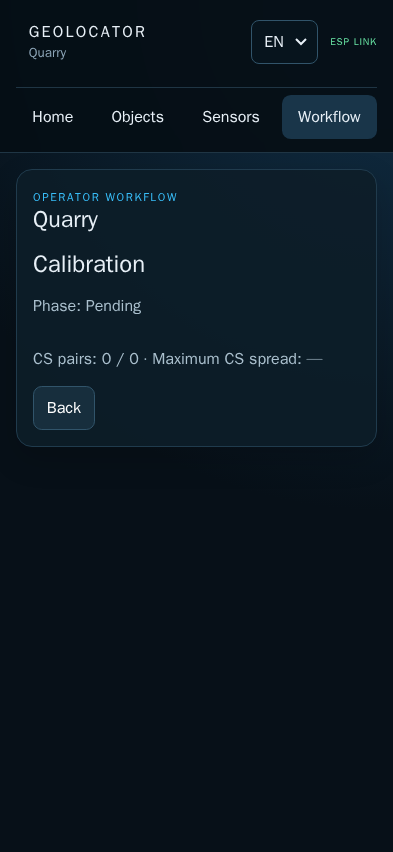 GEOLOCATOR
Quarry
EN
ESP LINK
Home Objects Sensors Workflow
OPERATOR WORKFLOW
Quarry
Calibration
Phase: Pending
CS pairs: 0 / 0 · Maximum CS spread: —
Back